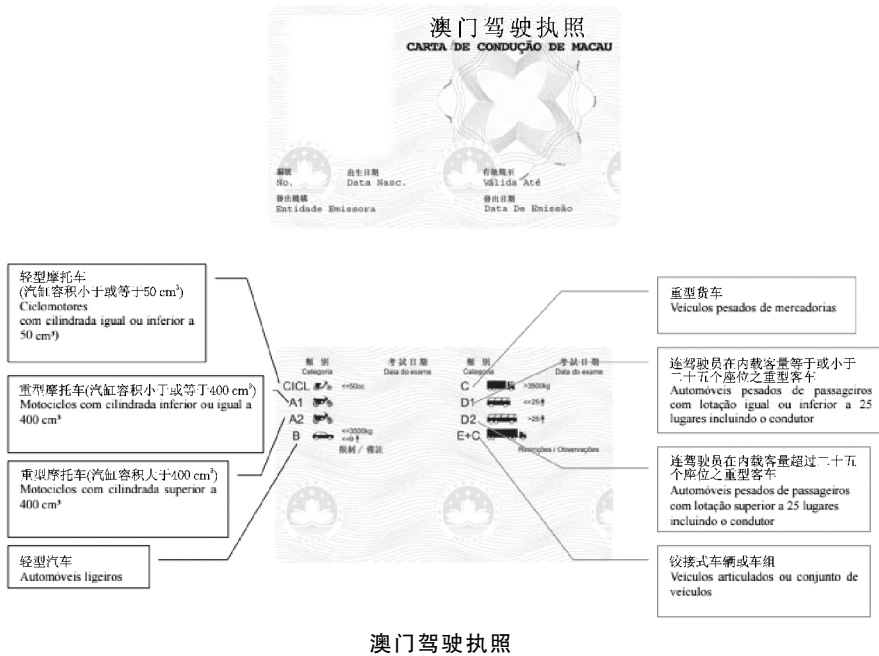 澳门驾驶执照
CARTA DE CONDUÇÃO DE MACAU
編號
No.
出生日期
Data Nasc.
有效期至
Válida Até
發出機構
Entidade Emissora
發出日期
Data De Emissão
轻型摩托车
(汽缸容积小于或等于50 cm³)
Ciclomotores
com cilindrada igual ou inferior a
50 cm³)
重型摩托车(汽缸容积小于或等于400 cm³)
Motociclos com cilindrada inferior ou igual a
400 cm³
重型摩托车(汽缸容积大于400 cm³)
Motociclos com cilindrada superior a
400 cm³
轻型汽车
Automóveis ligeiros
類 別
Categoria
考試日期
Data do exame
CICL <=50cc
A1
A2
B <=3500kg
<=9
限制 / 備註
類 別
Categoria
考試日期
Data do exame
C >3500kg
D1 <=25
D2 >25
E+C
Restrições / Observações
重型货车
Veículos pesados de mercadorias
连驾驶员在内载客量等于或小于
二十五个座位之重型客车
Automóveis pesados de passageiros
com lotação igual ou inferior a 25
lugares incluindo o condutor
连驾驶员在内载客量超过二十五
个座位之重型客车
Automóveis pesados de passageiros
com lotação superior a 25 lugares
incluindo o condutor
铰接式车辆或车组
Veículos articulados ou conjunto de
veículos
澳门驾驶执照